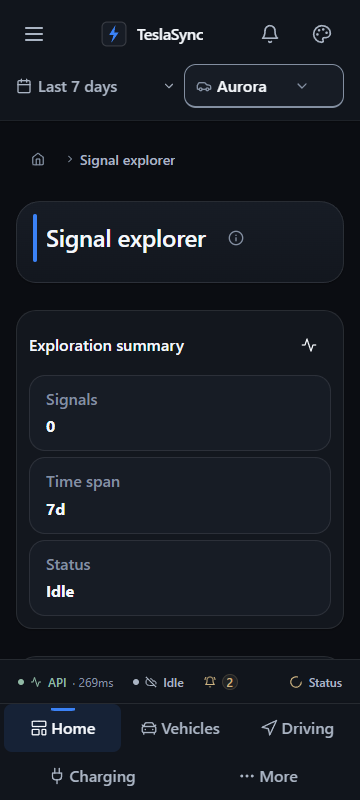 TeslaSync
Last 7 days
Aurora
Signal explorer
Signal explorer
Exploration summary
Signals
0
Time span
7d
Status
Idle
API · 269ms
Idle
2
Status
Home
Vehicles
Driving
Charging
More